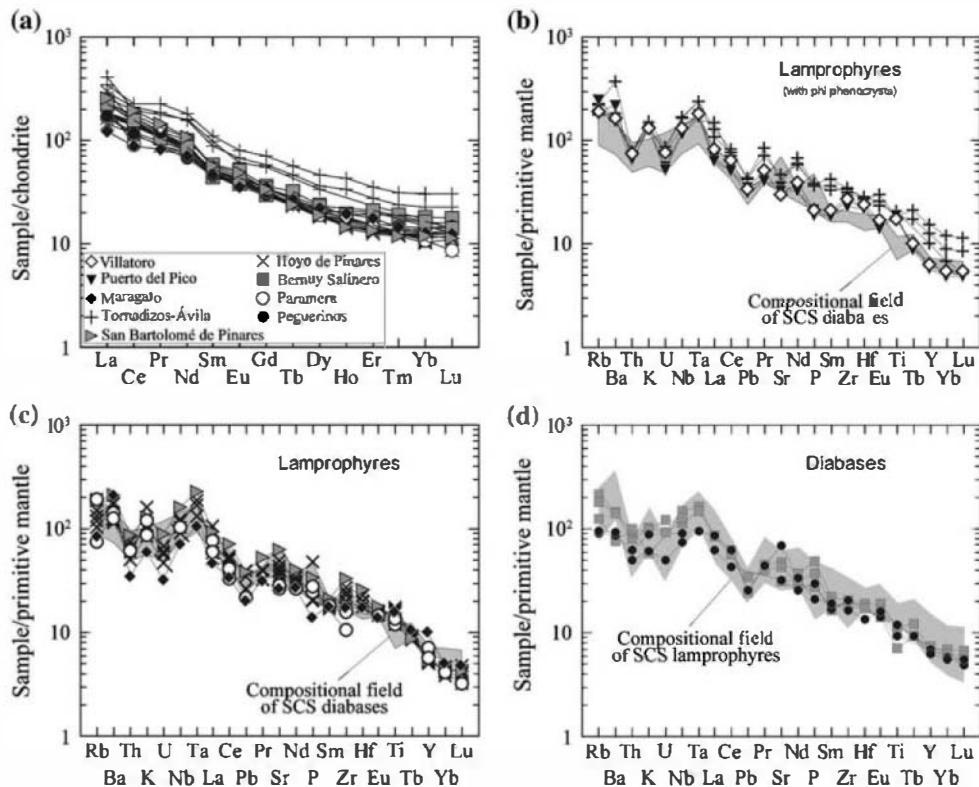 (a)
10³
10²
10
1
Sample/chondrite
Villatoro
Puerto del Pico
Maragato
Tornadizos-Ávila
San Bartolomé de Pinares
Hoyo de Pinares
Bernuy Salinero
Paramera
Peguerinos
La Pr Sm Gd Dy Er Yb
Ce Nd Eu Tb Ho Tm Lu
(b)
10³
10²
10
1
Sample/primitive mantle
Lamprophyres
(with phl phenocrysts)
Compositional field
of SCS diabases
Rb Th U Ta Ce Pr Nd Sm Hf Ti Y Lu
Ba K Nb La Pb Sr P Zr Eu Tb Yb
(c)
10³
10²
10
1
Sample/primitive mantle
Lamprophyres
Compositional field
of SCS diabases
Rb Th U Ta Ce Pr Nd Sm Hf Ti Y Lu
Ba K Nb La Pb Sr P Zr Eu Tb Yb
(d)
10³
10²
10
1
Sample/primitive mantle
Diabases
Compositional field
of SCS lamprophyres
Rb Th U Ta Ce Pr Nd Sm Hf Ti Y Lu
Ba K Nb La Pb Sr P Zr Eu Tb Yb